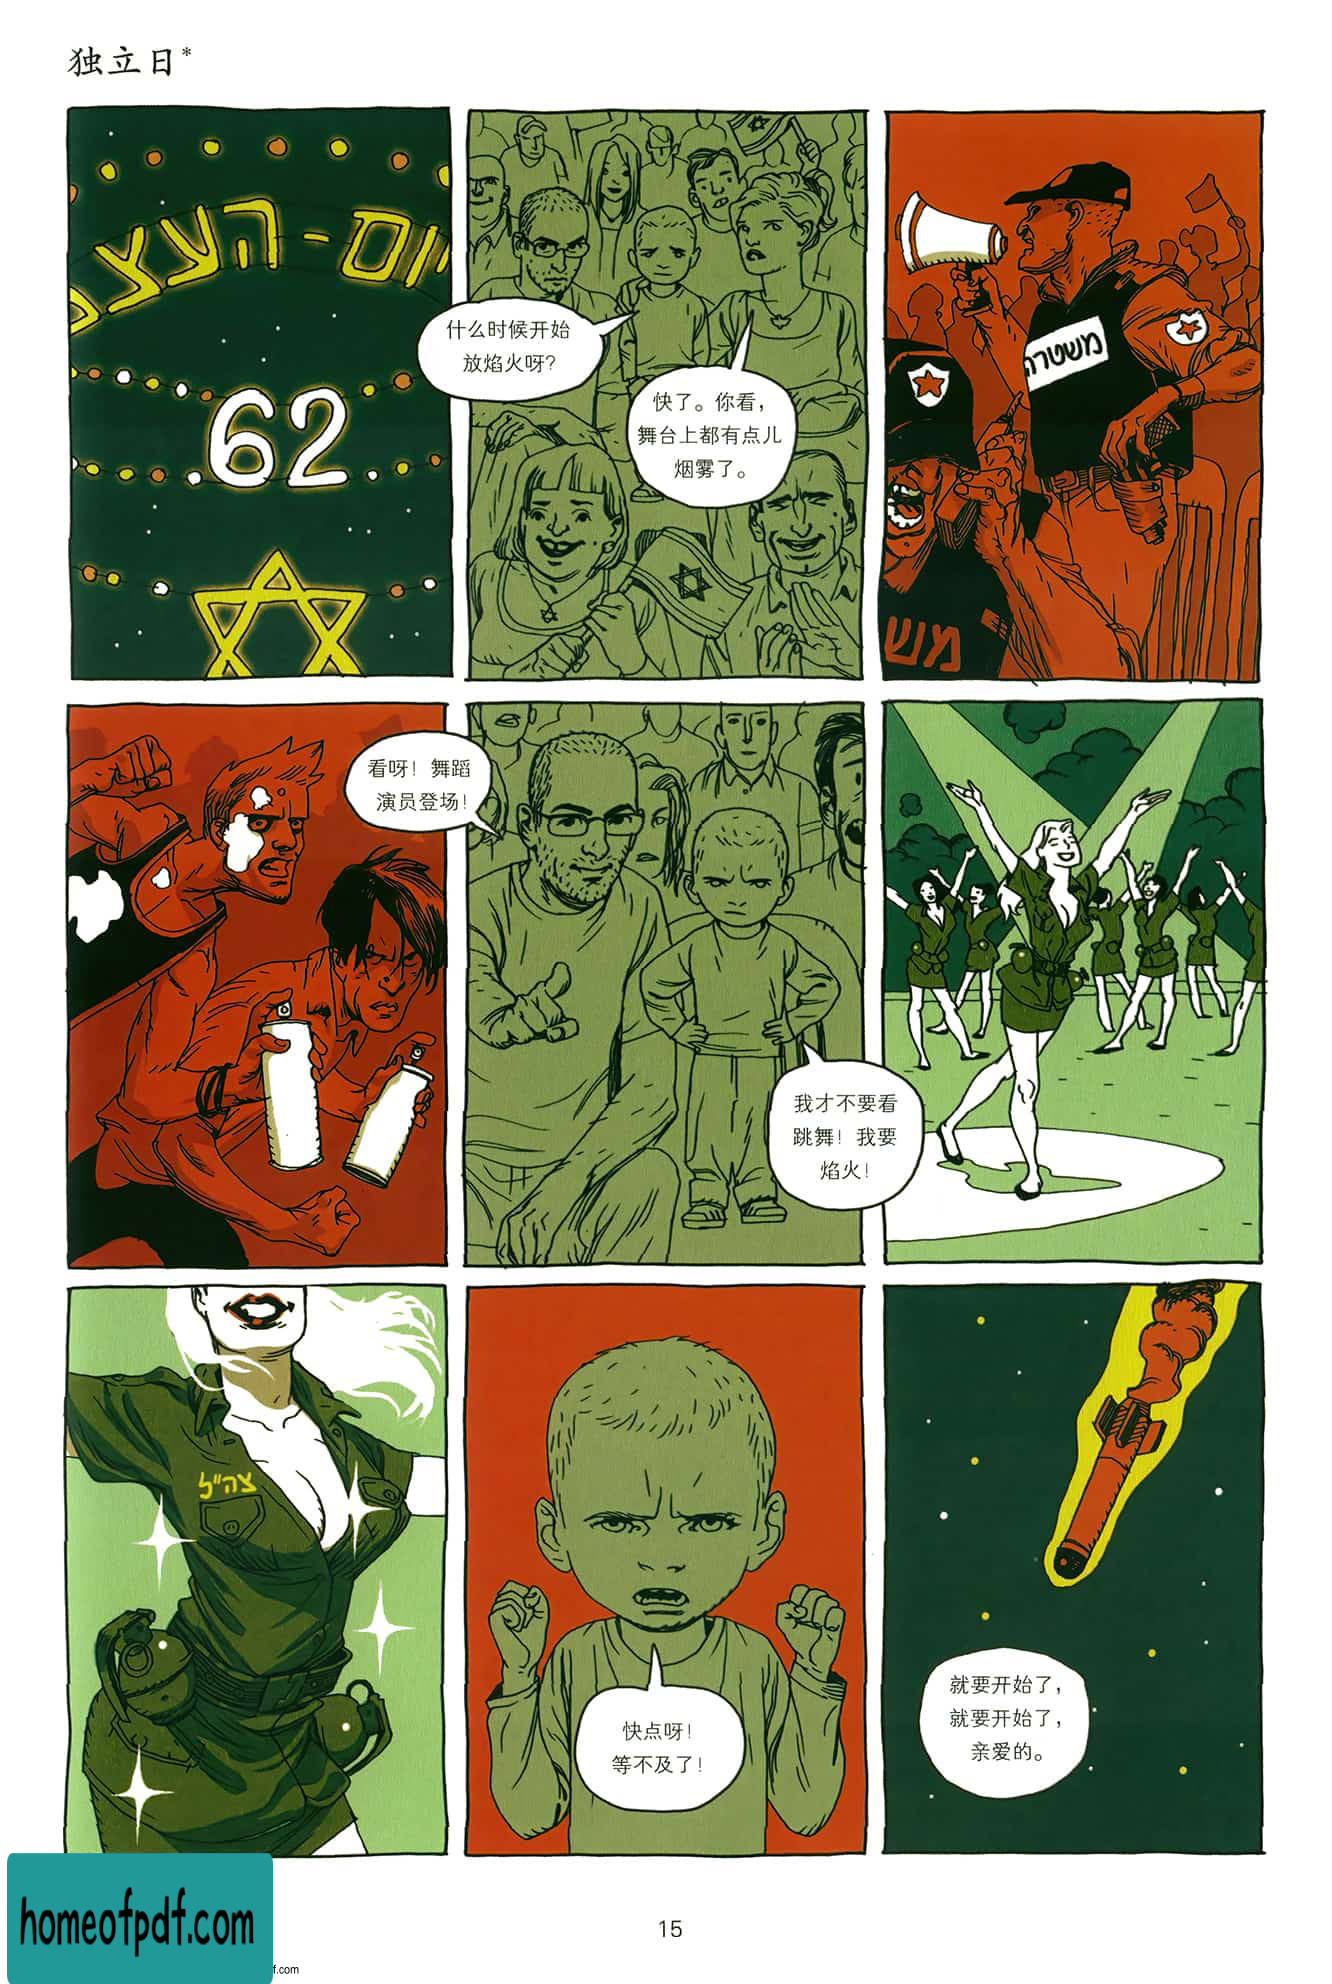 独立日*
יום-העצמ
62
什么时候开始
放焰火呀?
快了。你看，
舞台上都有点儿
烟雾了。
משטרה
מש
看呀! 舞蹈
演员登场!
我才不要看
跳舞! 我要
焰火!
צה"ל
快点呀!
等不及了!
就要开始了，
就要开始了，
亲爱的。
homeofpdf.com
15
f.com